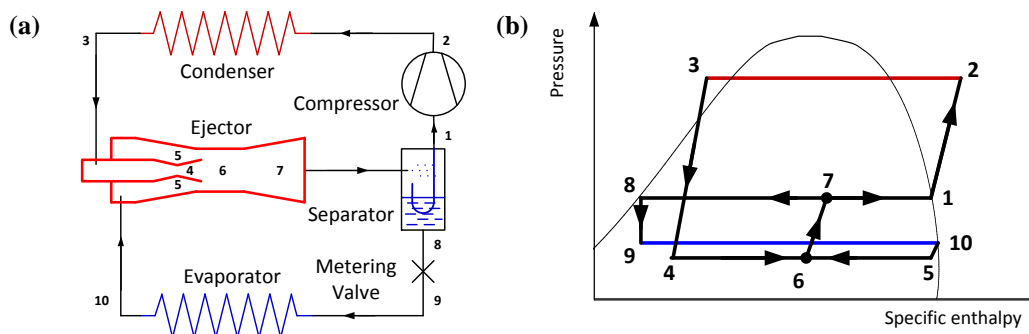 (a)
3
2
Condenser
Compressor
Ejector
1
5
4
6
7
5
Separator
8
Metering
Valve
Evaporator
10
9
(b)
Pressure
3
2
8
7
1
9
10
4
6
5
Specific enthalpy